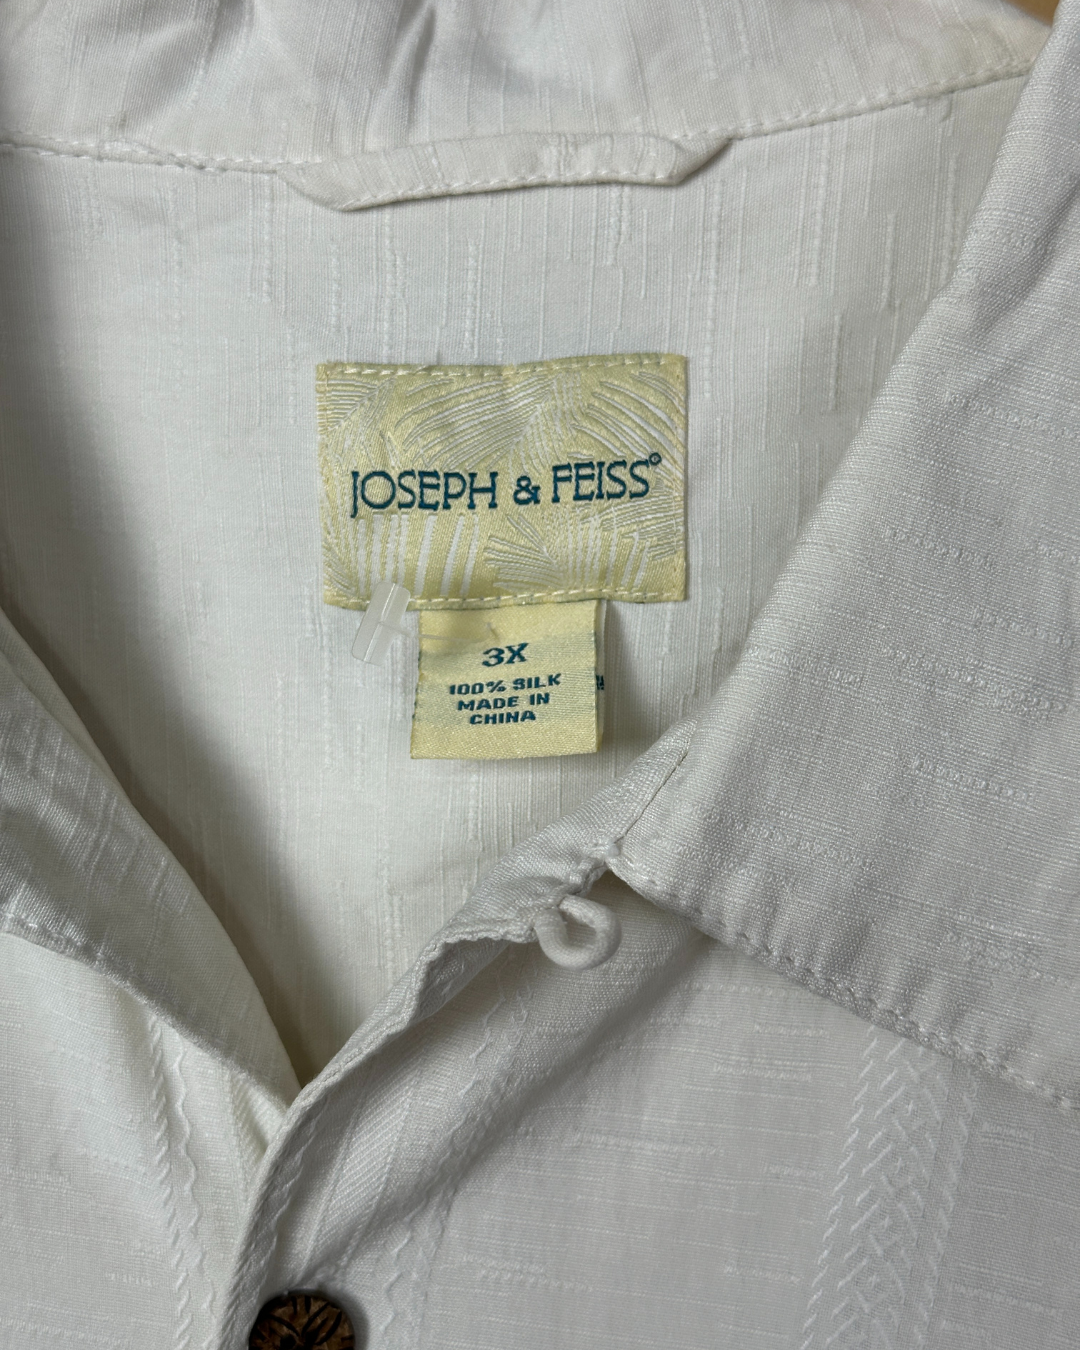 JOSEPH & FEISS®
3X
100% SILK
MADE IN
CHINA